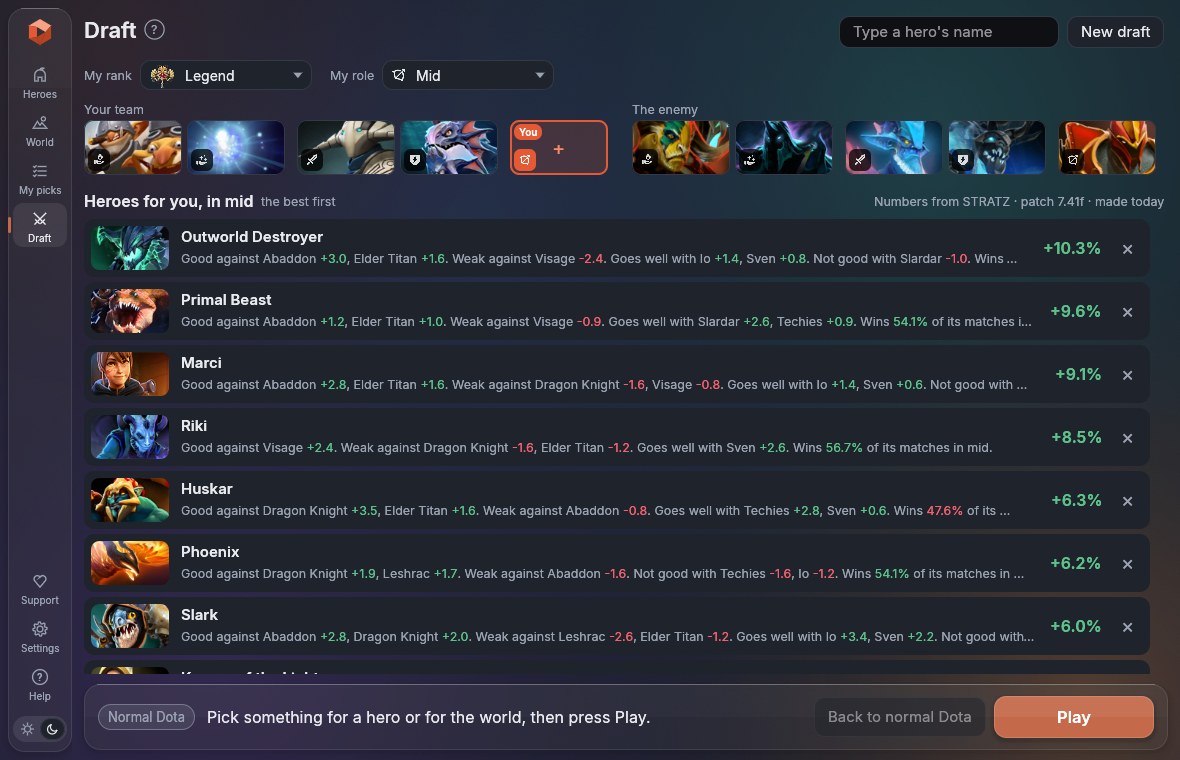 Draft ?
Type a hero's name
New draft
My rank
Legend
My role
Mid
Your team
The enemy
You
+
Heroes for you, in mid the best first
Numbers from STRATZ · patch 7.41f · made today
Outworld Destroyer
Good against Abaddon +3.0, Elder Titan +1.6. Weak against Visage -2.4. Goes well with Io +1.4, Sven +0.8. Not good with Slardar -1.0. Wins ...
+10.3%
Primal Beast
Good against Abaddon +1.2, Elder Titan +1.0. Weak against Visage -0.9. Goes well with Slardar +2.6, Techies +0.9. Wins 54.1% of its matches i...
+9.6%
Marci
Good against Abaddon +2.8, Elder Titan +1.6. Weak against Dragon Knight -1.6, Visage -0.8. Goes well with Io +1.4, Sven +0.6. Not good with ...
+9.1%
Riki
Good against Visage +2.4. Weak against Dragon Knight -1.6, Elder Titan -1.2. Goes well with Sven +2.6. Wins 56.7% of its matches in mid.
+8.5%
Huskar
Good against Dragon Knight +3.5, Elder Titan +1.6. Weak against Abaddon -0.8. Goes well with Techies +2.8, Sven +0.6. Wins 47.6% of its ...
+6.3%
Phoenix
Good against Dragon Knight +1.9, Leshrac +1.7. Weak against Abaddon -1.6. Not good with Techies -1.6, Io -1.2. Wins 54.1% of its matches in ...
+6.2%
Slark
Good against Abaddon +2.8, Dragon Knight +2.0. Weak against Leshrac -2.6, Elder Titan -1.2. Goes well with Io +3.4, Sven +2.2. Not good with...
+6.0%
Heroes
World
My picks
Draft
Support
Settings
Help
Normal Dota
Pick something for a hero or for the world, then press Play.
Back to normal Dota
Play